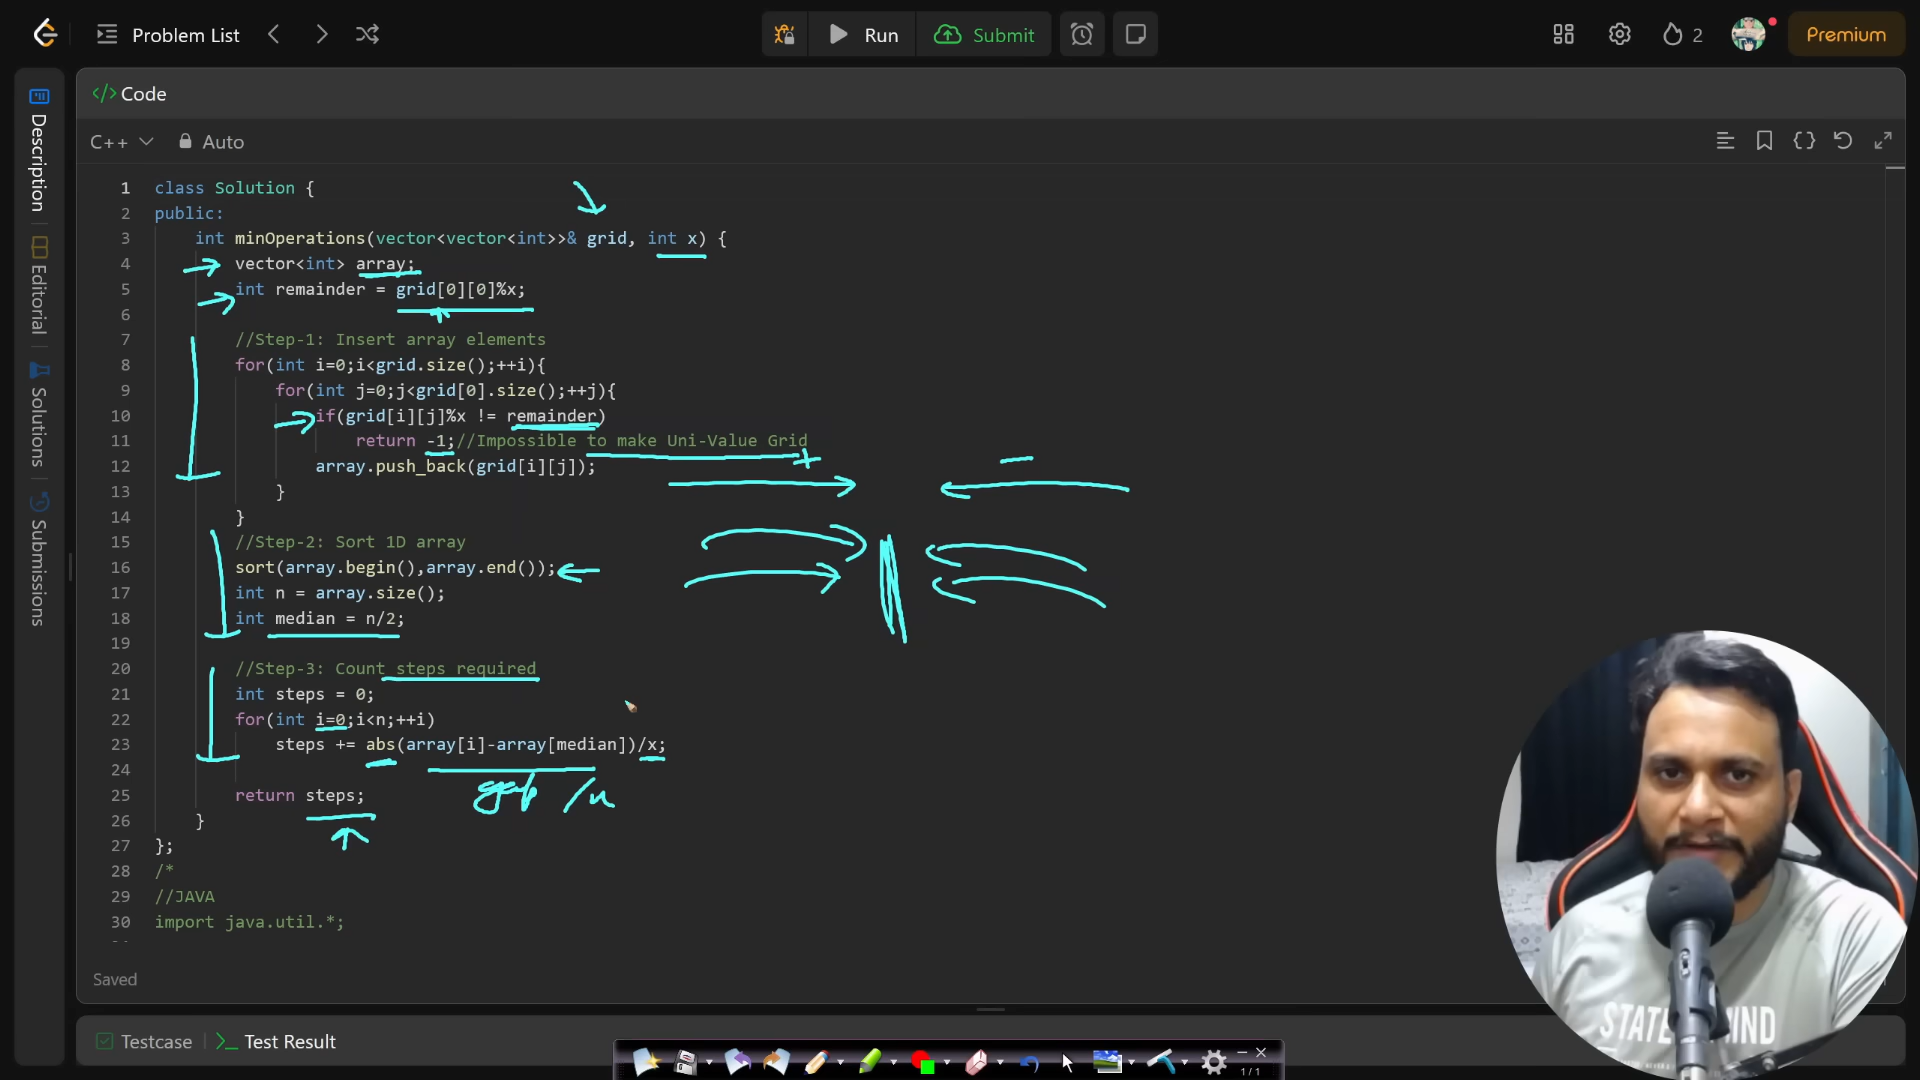 Problem List
Run
Submit
2
Premium
Description
Editorial
Solutions
Submissions
</> Code
C++
Auto
1 class Solution {
2 public:
3 int minOperations(vector<vector<int>>& grid, int x) {
4 vector<int> array;
5 int remainder = grid[0][0]%x;
6
7 //Step-1: Insert array elements
8 for(int i=0;i<grid.size();++i){
9 for(int j=0;j<grid[0].size();++j){
10 if(grid[i][j]%x != remainder)
11 return -1;//Impossible to make Uni-Value Grid
12 array.push_back(grid[i][j]);
13 }
14 }
15 //Step-2: Sort 1D array
16 sort(array.begin(),array.end());
17 int n = array.size();
18 int median = n/2;
19
20 //Step-3: Count steps required
21 int steps = 0;
22 for(int i=0;i<n;++i)
23 steps += abs(array[i]-array[median])/x;
24
25 return steps;
26 }
27 };
28 /*
29 //JAVA
30 import java.util.*;
+
−
gap /x
Saved
Testcase
>_ Test Result
1/1